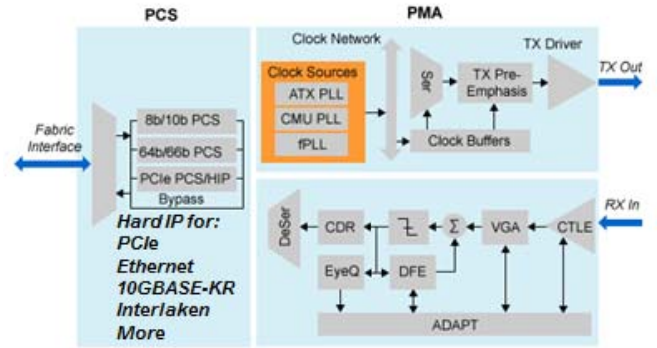 PCS
PMA
Fabric
Interface
8b/10b PCS
64b/66b PCS
PCIe PCS/HIP
Bypass
Hard IP for:
PCIe
Ethernet
10GBASE-KR
Interlaken
More
Clock Network
Clock Sources
ATX PLL
CMU PLL
fPLL
Ser
TX Pre-
Emphasis
Clock Buffers
TX Driver
TX Out
DeSer
CDR
Σ
VGA
CTLE
RX In
EyeQ
DFE
ADAPT